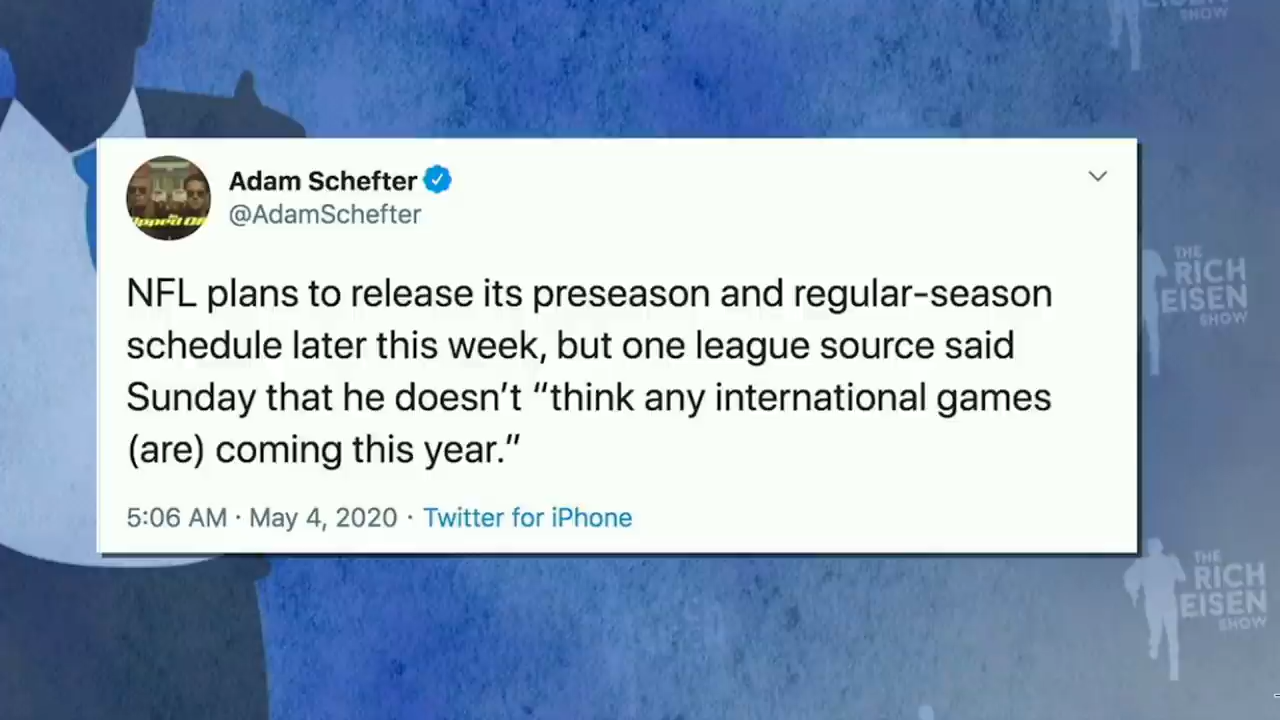 EISEN
SHOW
Adam Schefter
@AdamSchefter
NFL plans to release its preseason and regular-season
schedule later this week, but one league source said
Sunday that he doesn’t “think any international games
(are) coming this year.”
5:06 AM · May 4, 2020 · Twitter for iPhone
THE
RICH
EISEN
SHOW
THE
RICH
EISEN
SHOW